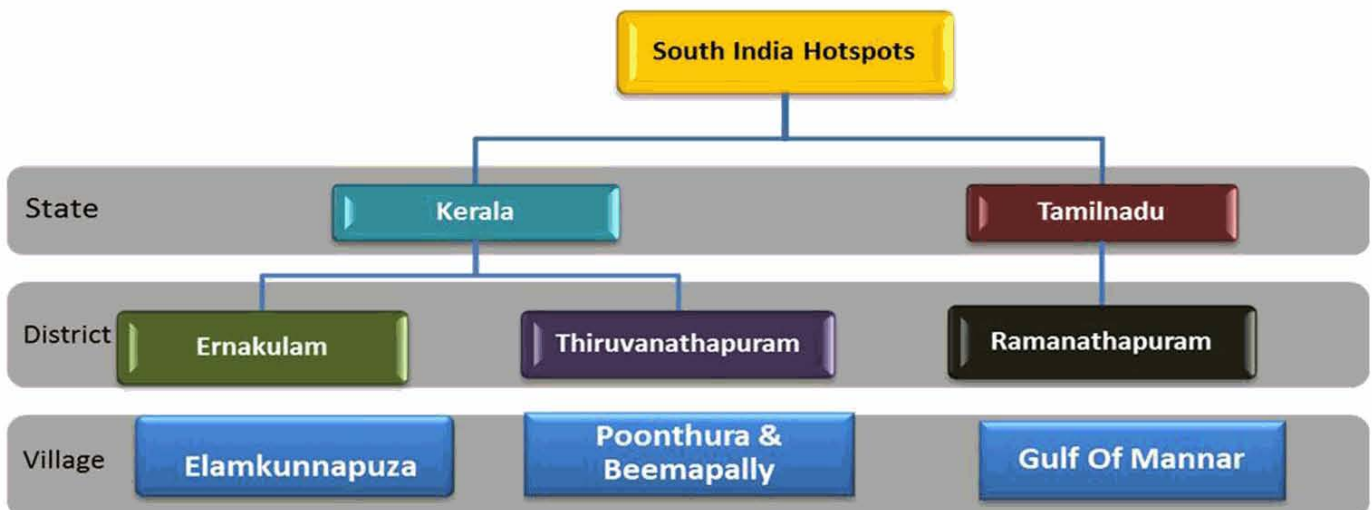 South India Hotspots
State
Kerala
Tamilnadu
District
Ernakulam
Thiruvanathapuram
Ramanathapuram
Village
Elamkunnapuza
Poonthura &
Beemapally
Gulf Of Mannar